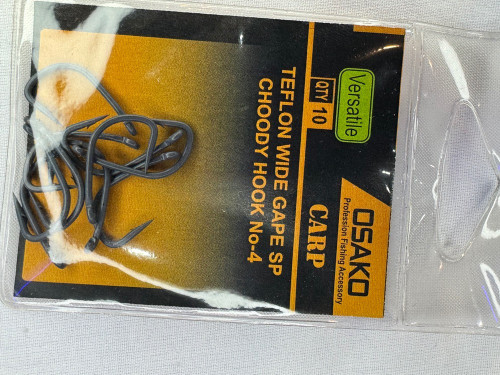 OSAKO
Profession Fishing Accessory
CARP
Versatile
QTY 10
TEFLON WIDE GAPE SP
CHOODY HOOK No-4